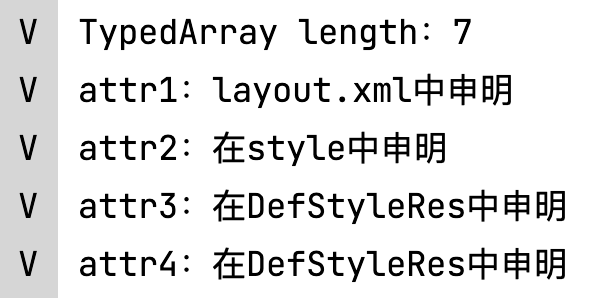 V TypedArray length: 7
V attr1: layout.xml中申明
V attr2: 在style中申明
V attr3: 在DefStyleRes中申明
V attr4: 在DefStyleRes中申明